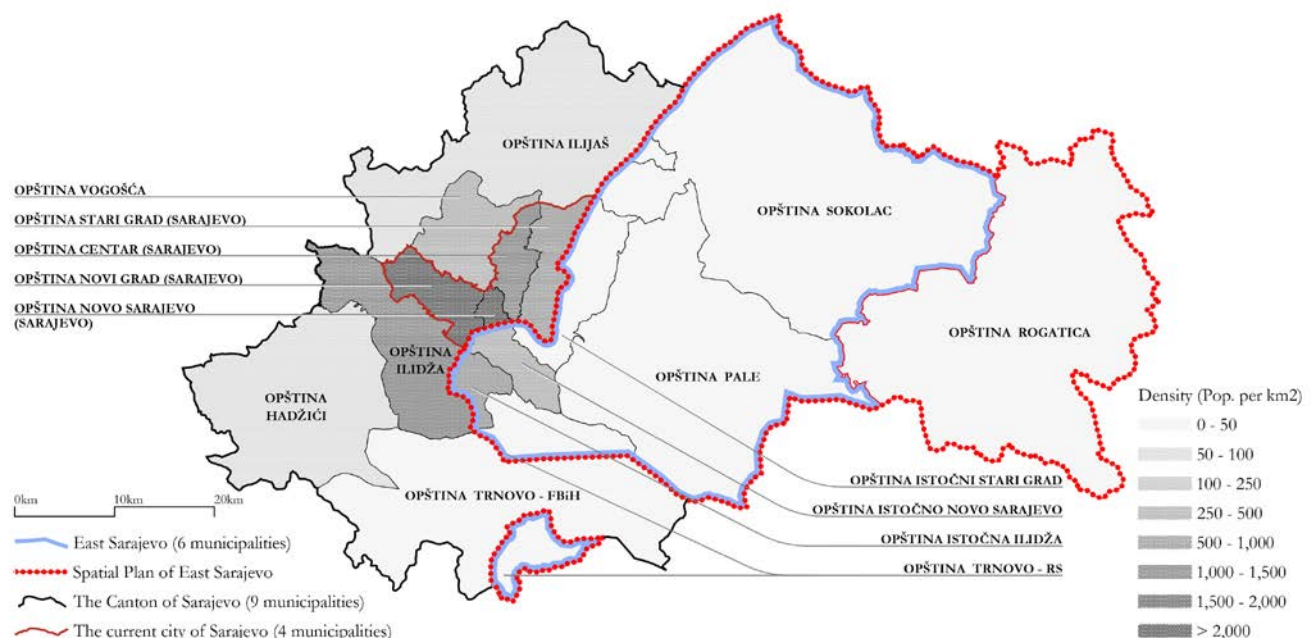 OPŠTINA ILIJAŠ
OPŠTINA VOGOŠĆA
OPŠTINA STARI GRAD (SARAJEVO)
OPŠTINA CENTAR (SARAJEVO)
OPŠTINA NOVI GRAD (SARAJEVO)
OPŠTINA NOVO SARAJEVO
(SARAJEVO)
OPŠTINA SOKOLAC
OPŠTINA ROGATICA
OPŠTINA
ILIDŽA
OPŠTINA PALE
OPŠTINA
HADŽIĆI
OPŠTINA TRNOVO - FBiH
OPŠTINA ISTOČNI STARI GRAD
OPŠTINA ISTOČNO NOVO SARAJEVO
OPŠTINA ISTOČNA ILIDŽA
OPŠTINA TRNOVO - RS
0km 10km 20km
East Sarajevo (6 municipalities)
Spatial Plan of East Sarajevo
The Canton of Sarajevo (9 municipalities)
The current city of Sarajevo (4 municipalities)
Density (Pop. per km2)
0 - 50
50 - 100
100 - 250
250 - 500
500 - 1,000
1,000 - 1,500
1,500 - 2,000
> 2,000